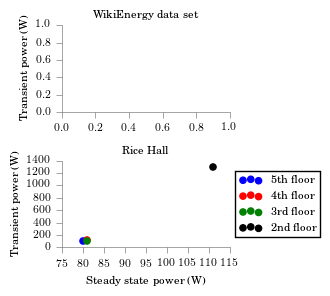 WikiEnergy data set
Transient power (W)
1.0
0.8
0.6
0.4
0.2
0.0
0.0 0.2 0.4 0.6 0.8 1.0
Rice Hall
Transient power (W)
1400
1200
1000
800
600
400
200
0
75 80 85 90 95 100 105 110 115
Steady state power (W)
5th floor
4th floor
3rd floor
2nd floor